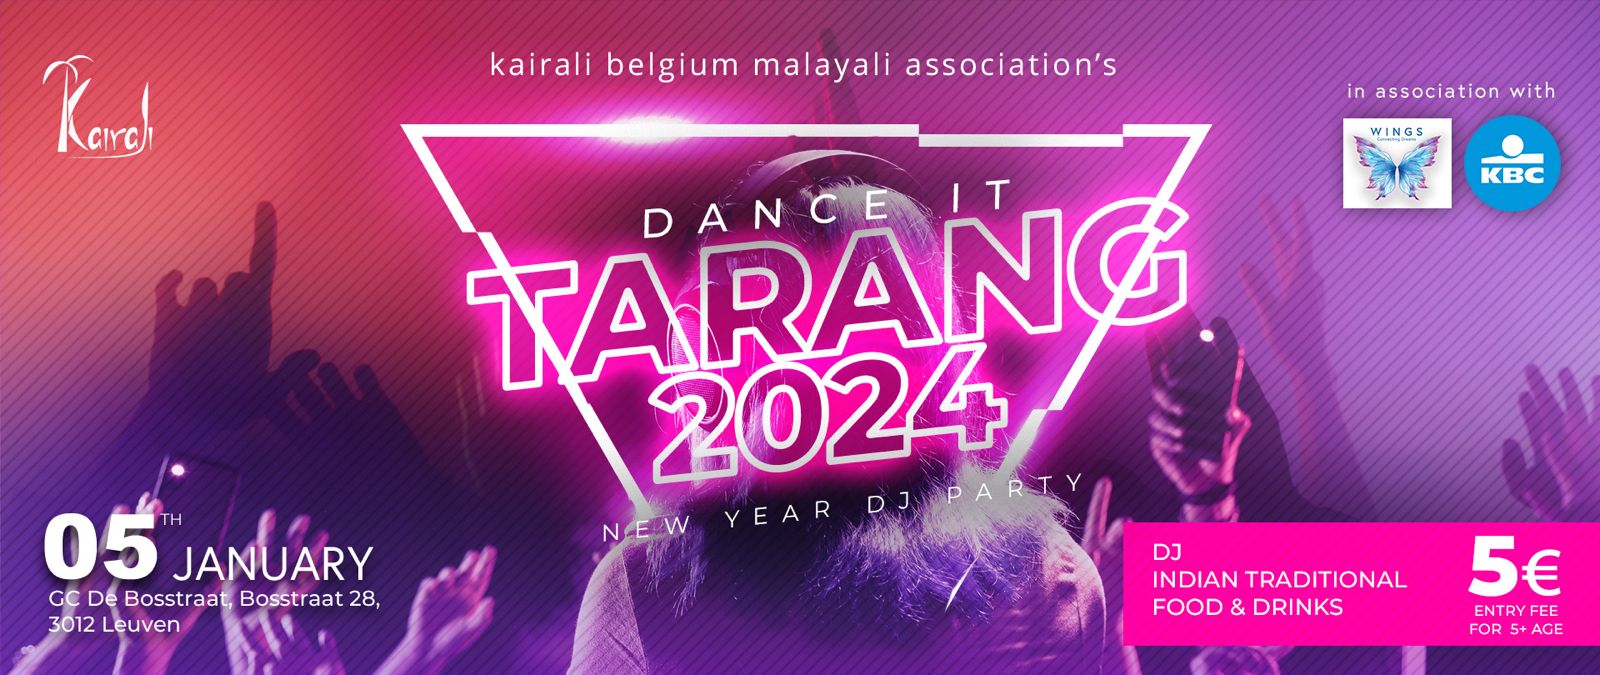 Kairali
kairali belgium malayali association's
in association with
WINGS
Connecting Dreams
KBC
DANCE IT
TARANG
2024
NEW YEAR DJ PARTY
05TH JANUARY
GC De Bosstraat, Bosstraat 28,
3012 Leuven
DJ
INDIAN TRADITIONAL
FOOD & DRINKS
5€
ENTRY FEE
FOR 5+ AGE